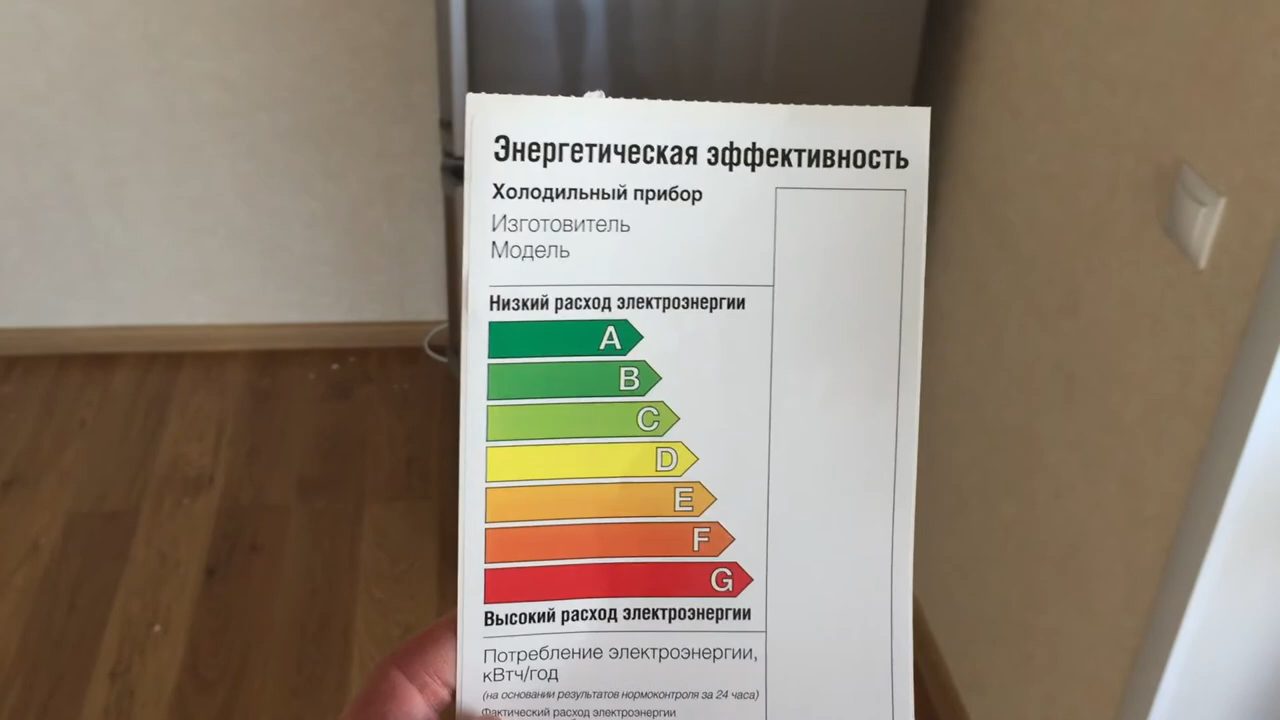 Энергетическая эффективность
Холодильный прибор
Изготовитель
Модель
Низкий расход электроэнергии
A
B
C
D
E
F
G
Высокий расход электроэнергии
Потребление электроэнергии,
кВтч/год
(на основании результатов нормоконтроля за 24 часа)
Фактический расход электроэнергии